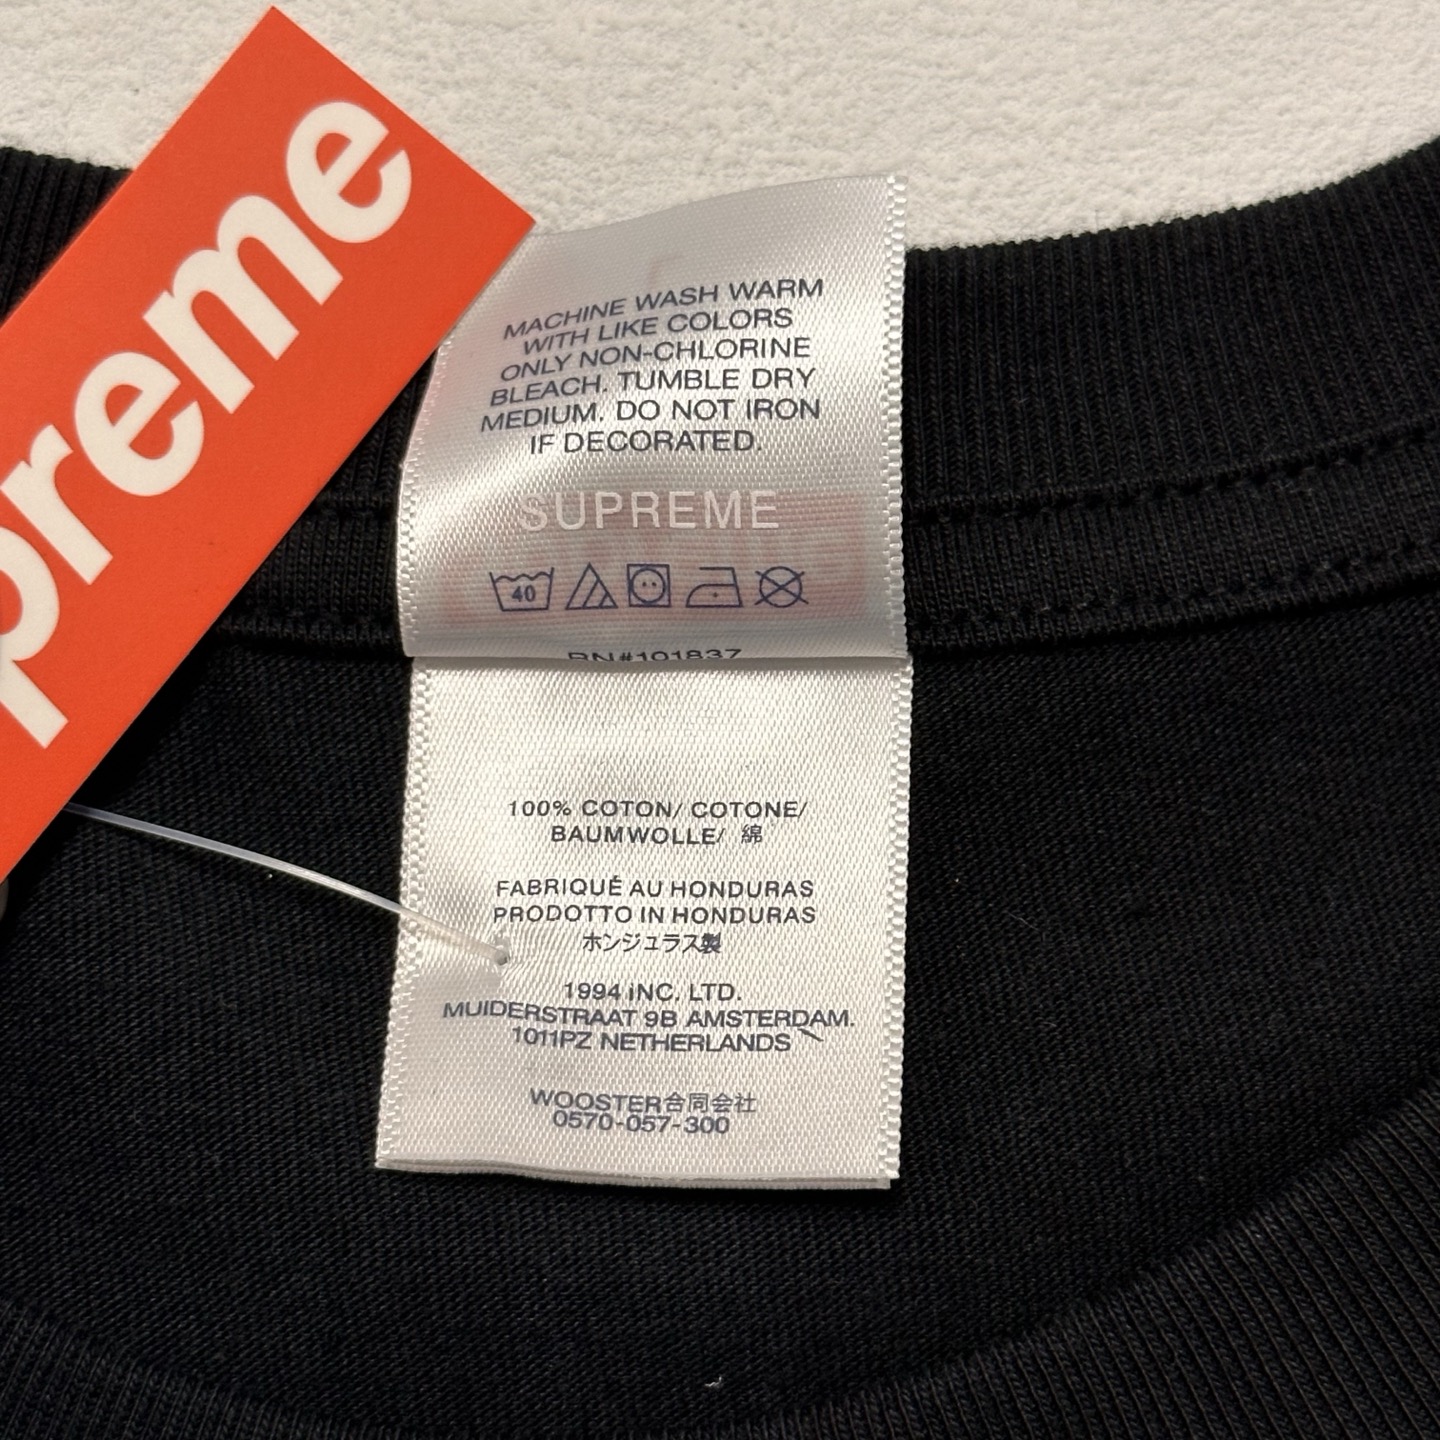 preme
MACHINE WASH WARM
WITH LIKE COLORS
ONLY NON-CHLORINE
BLEACH. TUMBLE DRY
MEDIUM. DO NOT IRON
IF DECORATED.
SUPREME
40
RN#101837
100% COTON/ COTONE/
BAUMWOLLE/ 綿
FABRIQUÉ AU HONDURAS
PRODOTTO IN HONDURAS
ホンジュラス製
1994 INC. LTD.
MUIDERSTRAAT 9B AMSTERDAM.
1011PZ NETHERLANDS
WOOSTER合同会社
0570-057-300